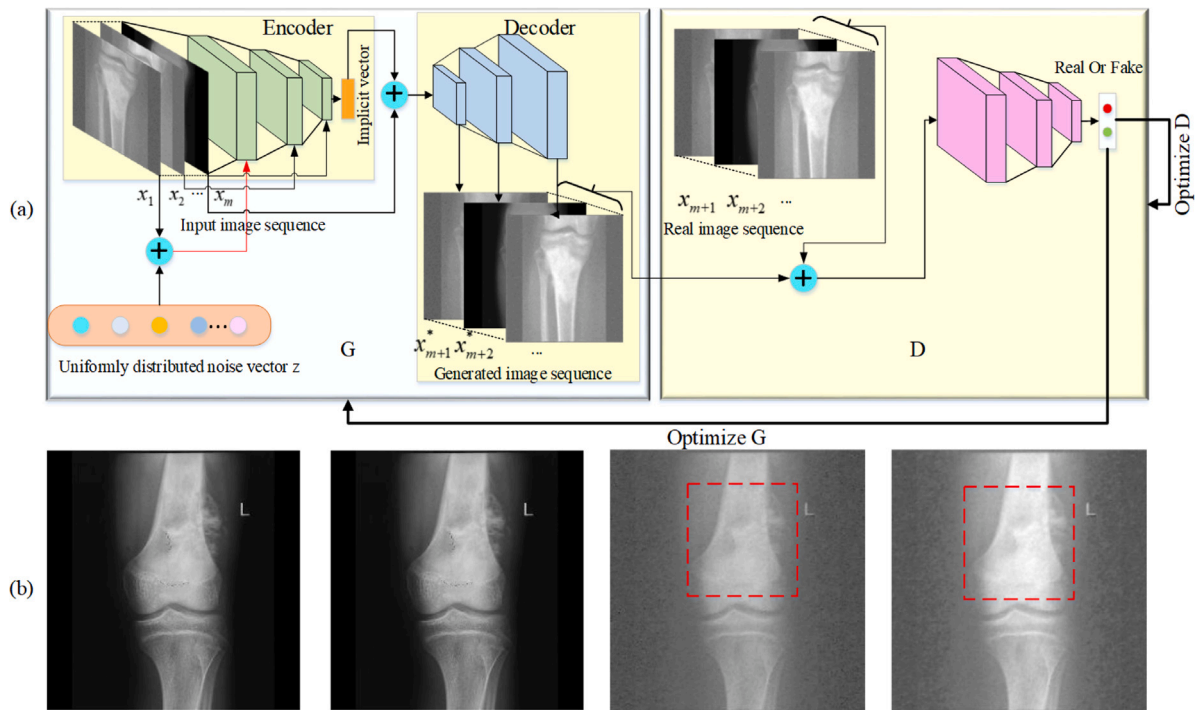 Encoder
Decoder
Implicit vector
Real Or Fake
Optimize D
(a)
x1 x2 ... xm
Input image sequence
xm+1 xm+2 ...
Real image sequence
Uniformly distributed noise vector z
G
x*m+1 x*m+2 ...
Generated image sequence
D
Optimize G
(b)
L
L
L
L